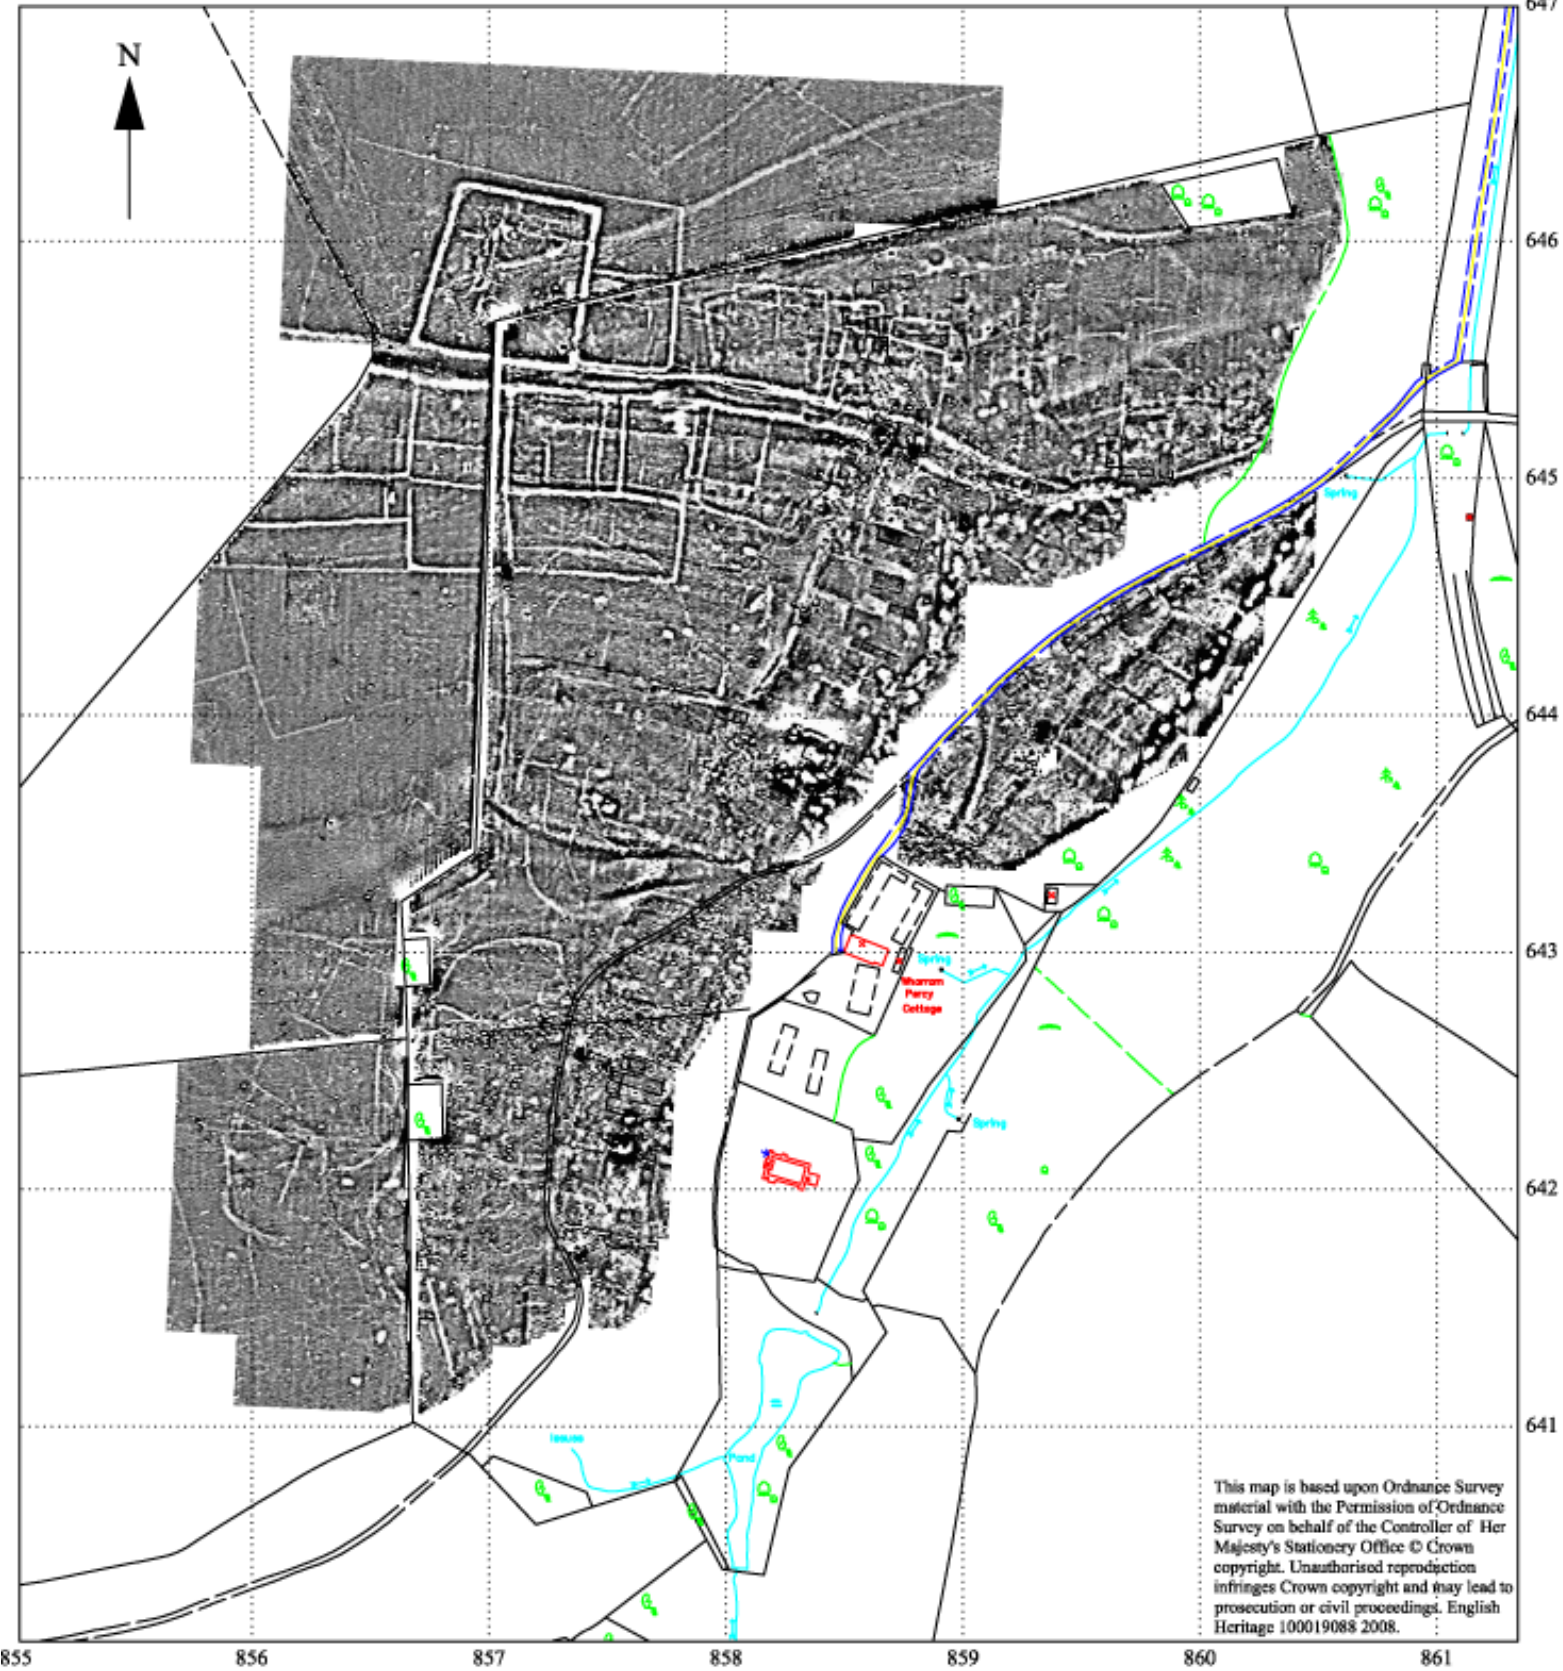 647
N
646
645
Spring
644
643
Spring
Wharram
Percy
Cottage
Spring
642
641
Issues
Pond
This map is based upon Ordnance Survey
material with the Permission of Ordnance
Survey on behalf of the Controller of Her
Majesty's Stationery Office © Crown
copyright. Unauthorised reproduction
infringes Crown copyright and may lead to
prosecution or civil proceedings. English
Heritage 100019088 2008.
855 856 857 858 859 860 861